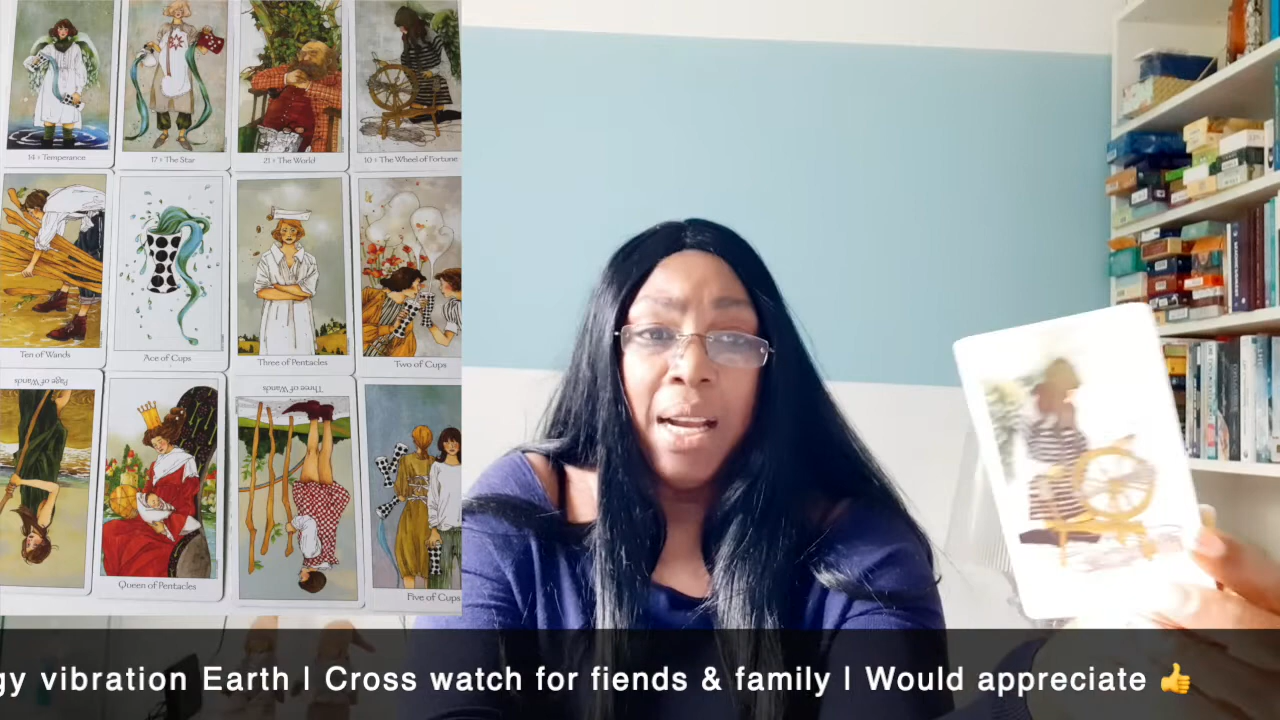 14 > Temperance
17 > The Star
21 > The World
10 > The Wheel of Fortune
Ten of Wands
Ace of Cups
Three of Pentacles
Two of Cups
Page of Wands
Three of Wands
Queen of Pentacles
Five of Cups
gy vibration Earth | Cross watch for fiends & family | Would appreciate 👍